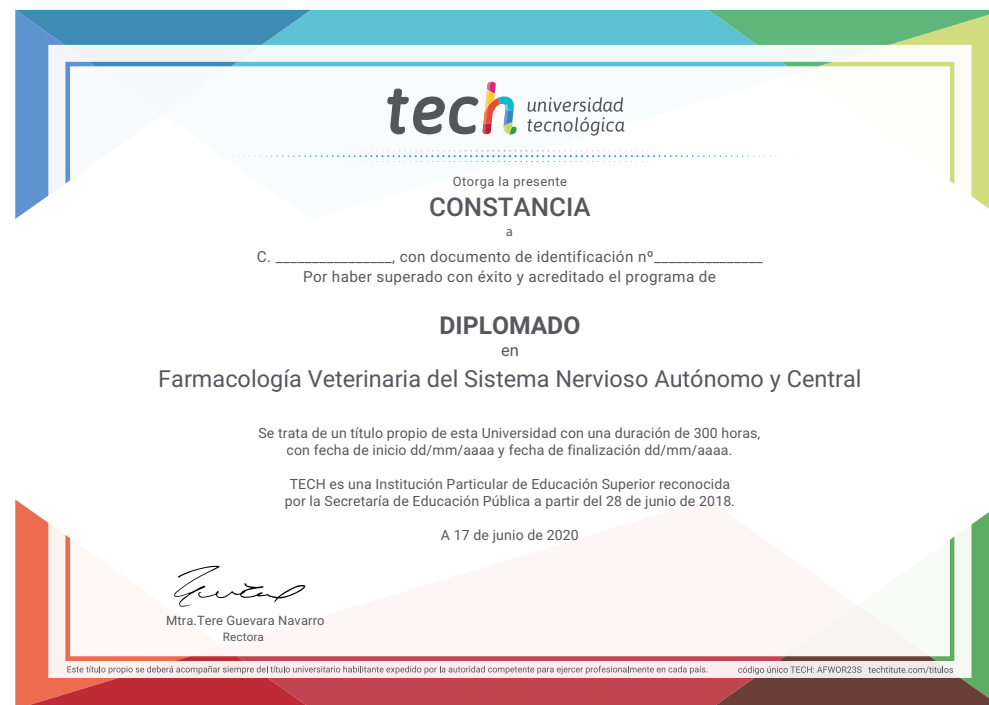 tech universidad
tecnológica
Otorga la presente
CONSTANCIA
a
C. ________________, con documento de identificación nº_______________
Por haber superado con éxito y acreditado el programa de
DIPLOMADO
en
Farmacología Veterinaria del Sistema Nervioso Autónomo y Central
Se trata de un título propio de esta Universidad con una duración de 300 horas,
con fecha de inicio dd/mm/aaaa y fecha de finalización dd/mm/aaaa.
TECH es una Institución Particular de Educación Superior reconocida
por la Secretaría de Educación Pública a partir del 28 de junio de 2018.
A 17 de junio de 2020
Mtra.Tere Guevara Navarro
Rectora
Este título propio se deberá acompañar siempre del título universitario habilitante expedido por la autoridad competente para ejercer profesionalmente en cada país. código único TECH: AFWOR23S techtitute.com/titulos